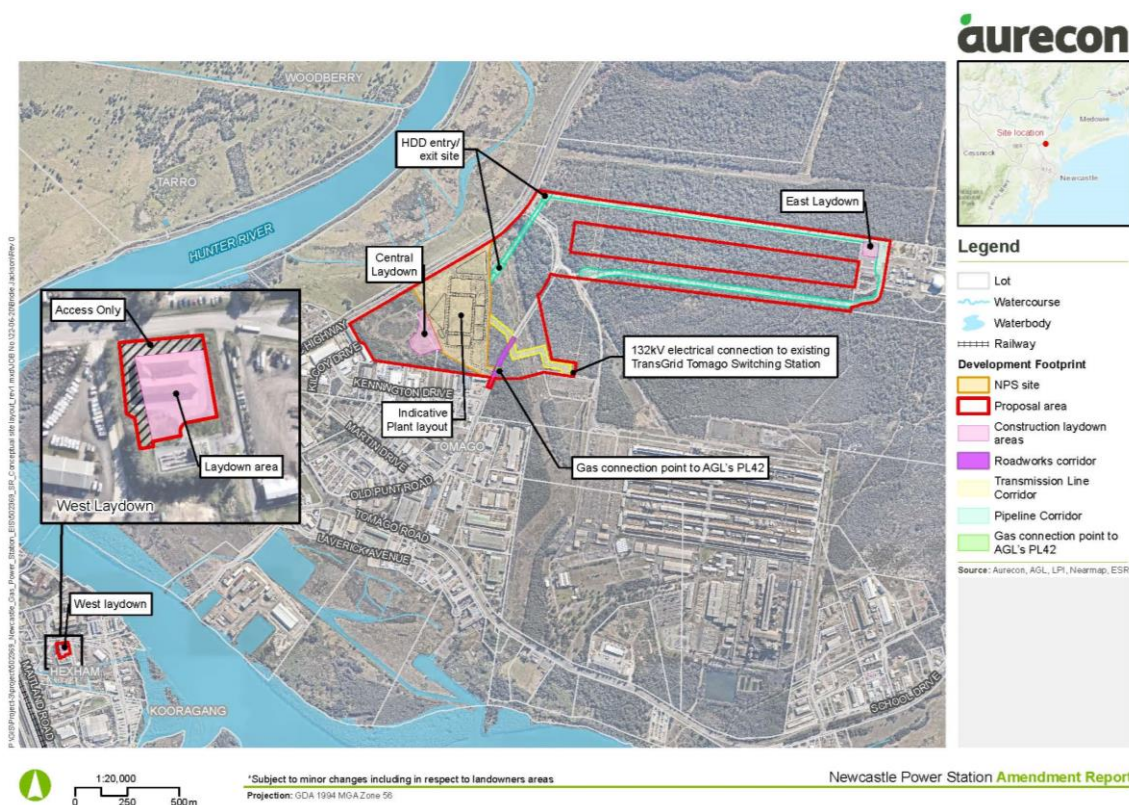 aurecon
WOODBERRY
TARRO
HUNTER RIVER
HDD entry/
exit site
East Laydown
Central
Laydown
Access Only
HIGHWAY
KILCOY DRIVE
KENNINGTON DRIVE
132kV electrical connection to existing
TransGrid Tomago Switching Station
Indicative
Plant layout
MARTIN DRIVE
TOMAGO
Gas connection point to AGL's PL42
Laydown area
West Laydown
OLD PUNT ROAD
TOMAGO ROAD
LAVERICK AVENUE
West laydown
HEXHAM
MAITLAND ROAD
KOORAGANG
SCHOOL DRIVE
Site location
Medowie
Cessnock
Newcastle
Legend
Lot
Watercourse
Waterbody
Railway
Development Footprint
NPS site
Proposal area
Construction laydown
areas
Roadworks corridor
Transmission Line
Corridor
Pipeline Corridor
Gas connection point to
AGL's PL42
Source: Aurecon, AGL, LPI, Nearmap, ESRI
1:20,000
0 250 500m
*Subject to minor changes including in respect to landowners areas
Projection: GDA 1994 MGA Zone 56
Newcastle Power Station Amendment Report